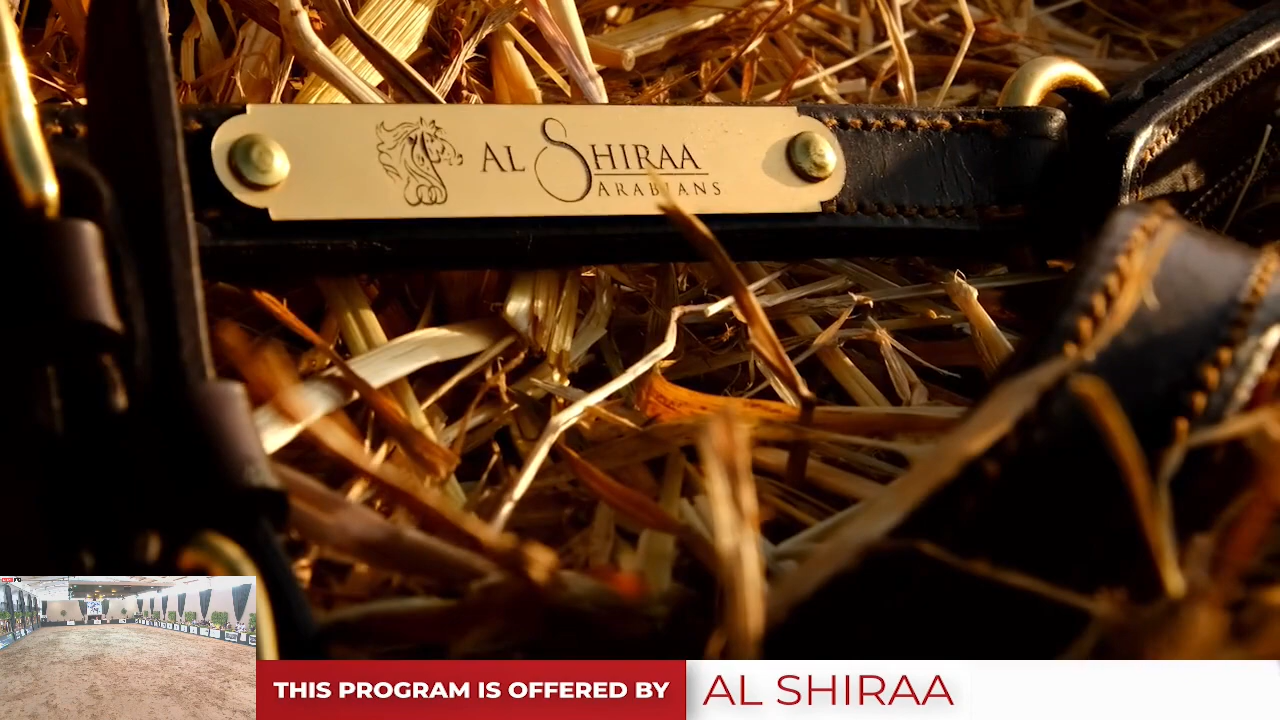 AL SHIRAA
ARABIANS
THIS PROGRAM IS OFFERED BY
AL SHIRAA